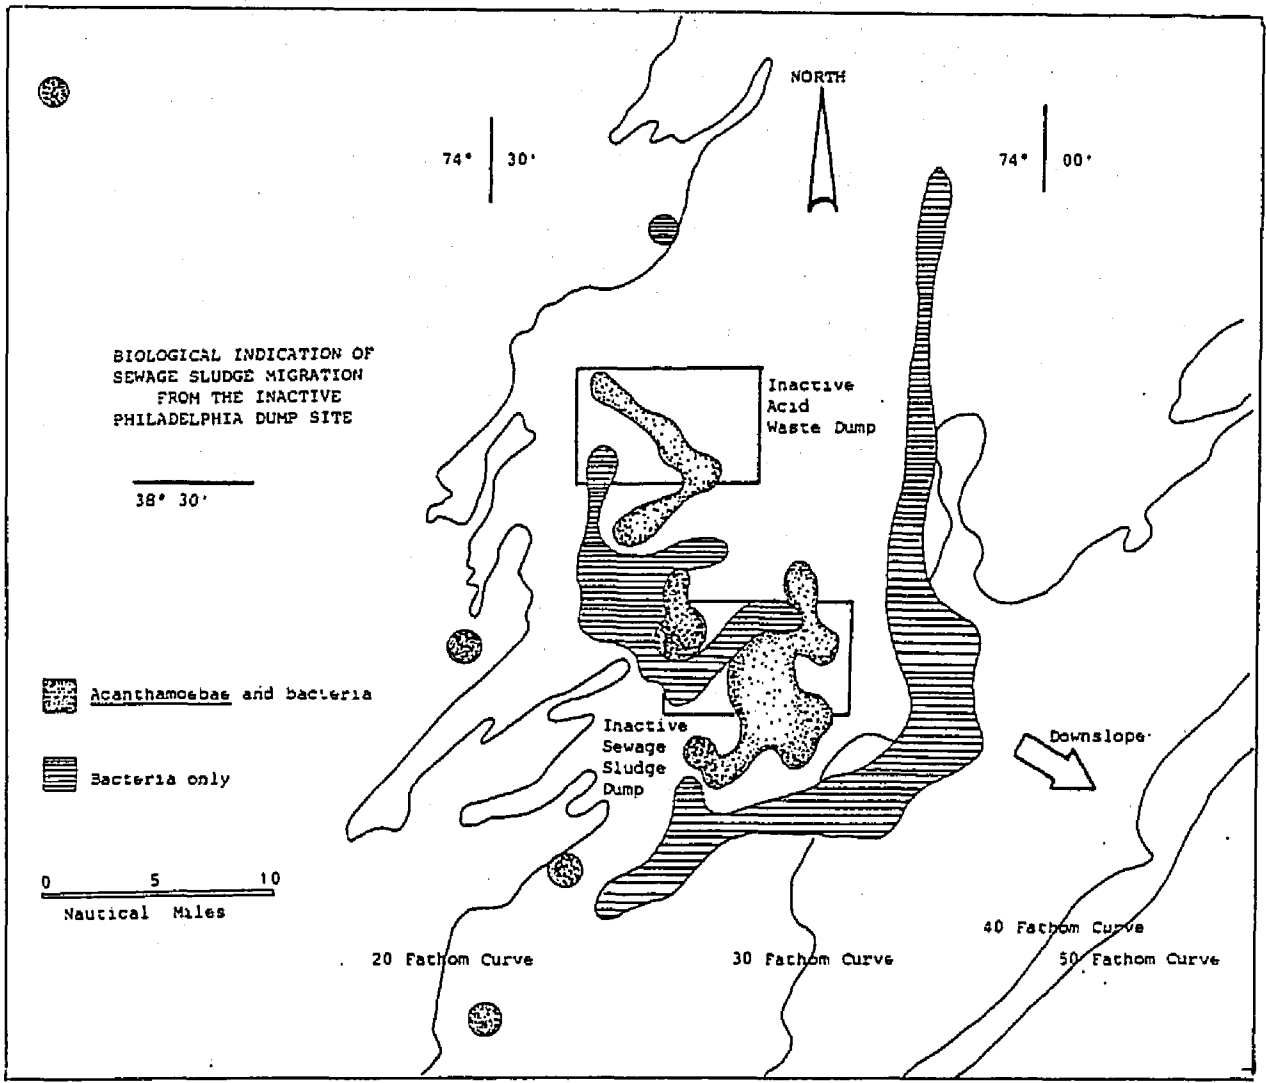 NORTH
74° 30'
74° 00'
BIOLOGICAL INDICATION OF
SEWAGE SLUDGE MIGRATION
FROM THE INACTIVE
PHILADELPHIA DUMP SITE
Inactive
Acid
Waste Dump
38° 30'
Acanthamoebae and bacteria
Inactive
Sewage
Sludge
Dump
Downslope
Bacteria only
0 5 10
Nautical Miles
40 Fathom Curve
20 Fathom Curve
30 Fathom Curve
50 Fathom Curve